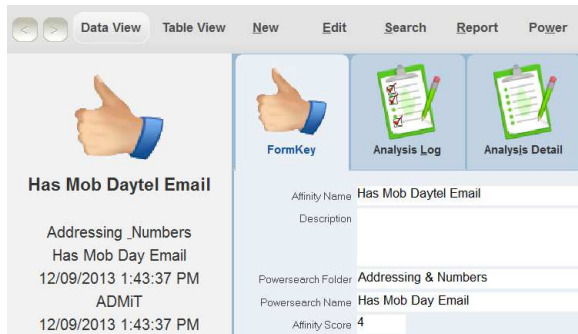 < > Data View Table View New Edit Search Report Power
FormKey Analysis Log Analysis Detail
Has Mob Daytel Email
Addressing _Numbers
Has Mob Day Email
12/09/2013 1:43:37 PM
ADMiT
12/09/2013 1:43:37 PM
Affinity Name Has Mob Daytel Email
Description
Powersearch Folder Addressing & Numbers
Powersearch Name Has Mob Day Email
Affinity Score 4